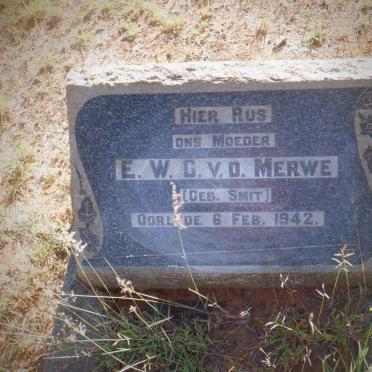 HIER RUS
ONS MOEDER
E. W. C. V. D. MERWE
(GEB. SMIT)
OORLEDE 6 FEB. 1942.